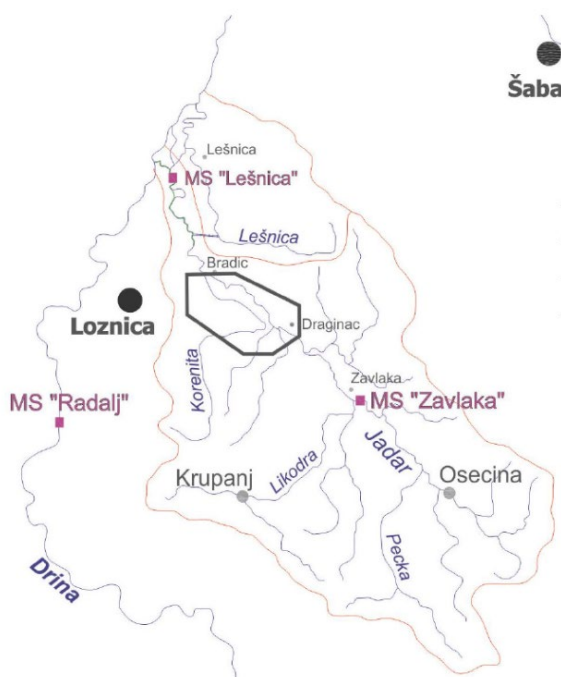 Šaba
Lešnica
MS "Lešnica"
Lešnica
Bradic
Loznica
Draginac
Korenita
Zavlaka
MS "Radalj"
MS "Zavlaka"
Jadar
Likodra
Krupanj
Osecina
Pecka
Drina